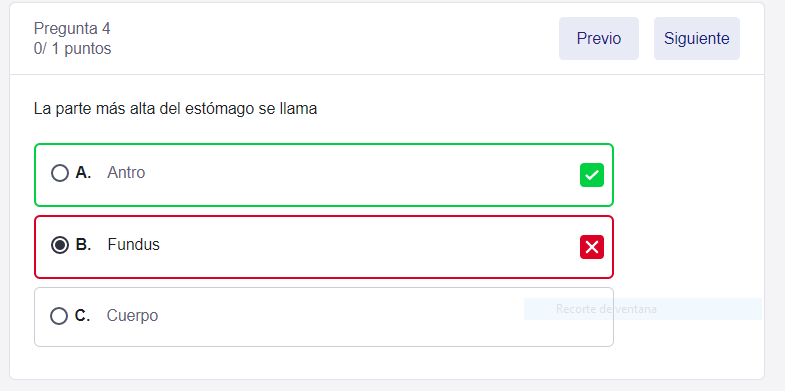 Pregunta 4
0/ 1 puntos
Previo
Siguiente
La parte más alta del estómago se llama
A. Antro
B. Fundus
C. Cuerpo
Recorte de ventana